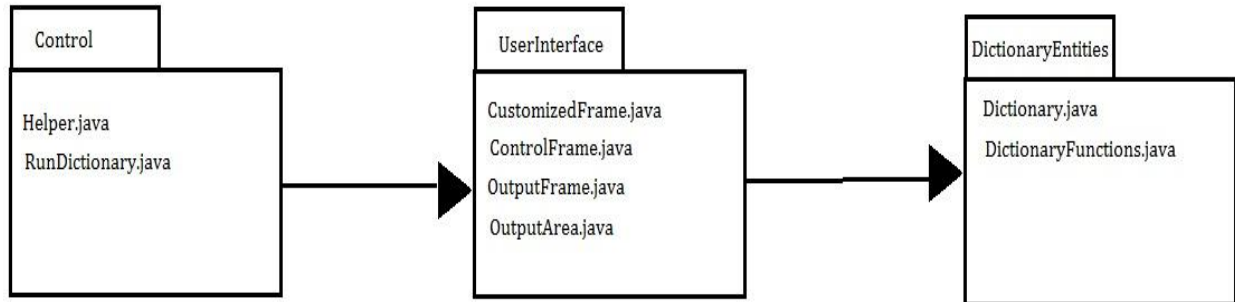 Control
Helper.java
RunDictionary.java
UserInterface
CustomizedFrame.java
ControlFrame.java
OutputFrame.java
OutputArea.java
DictionaryEntities
Dictionary.java
DictionaryFunctions.java